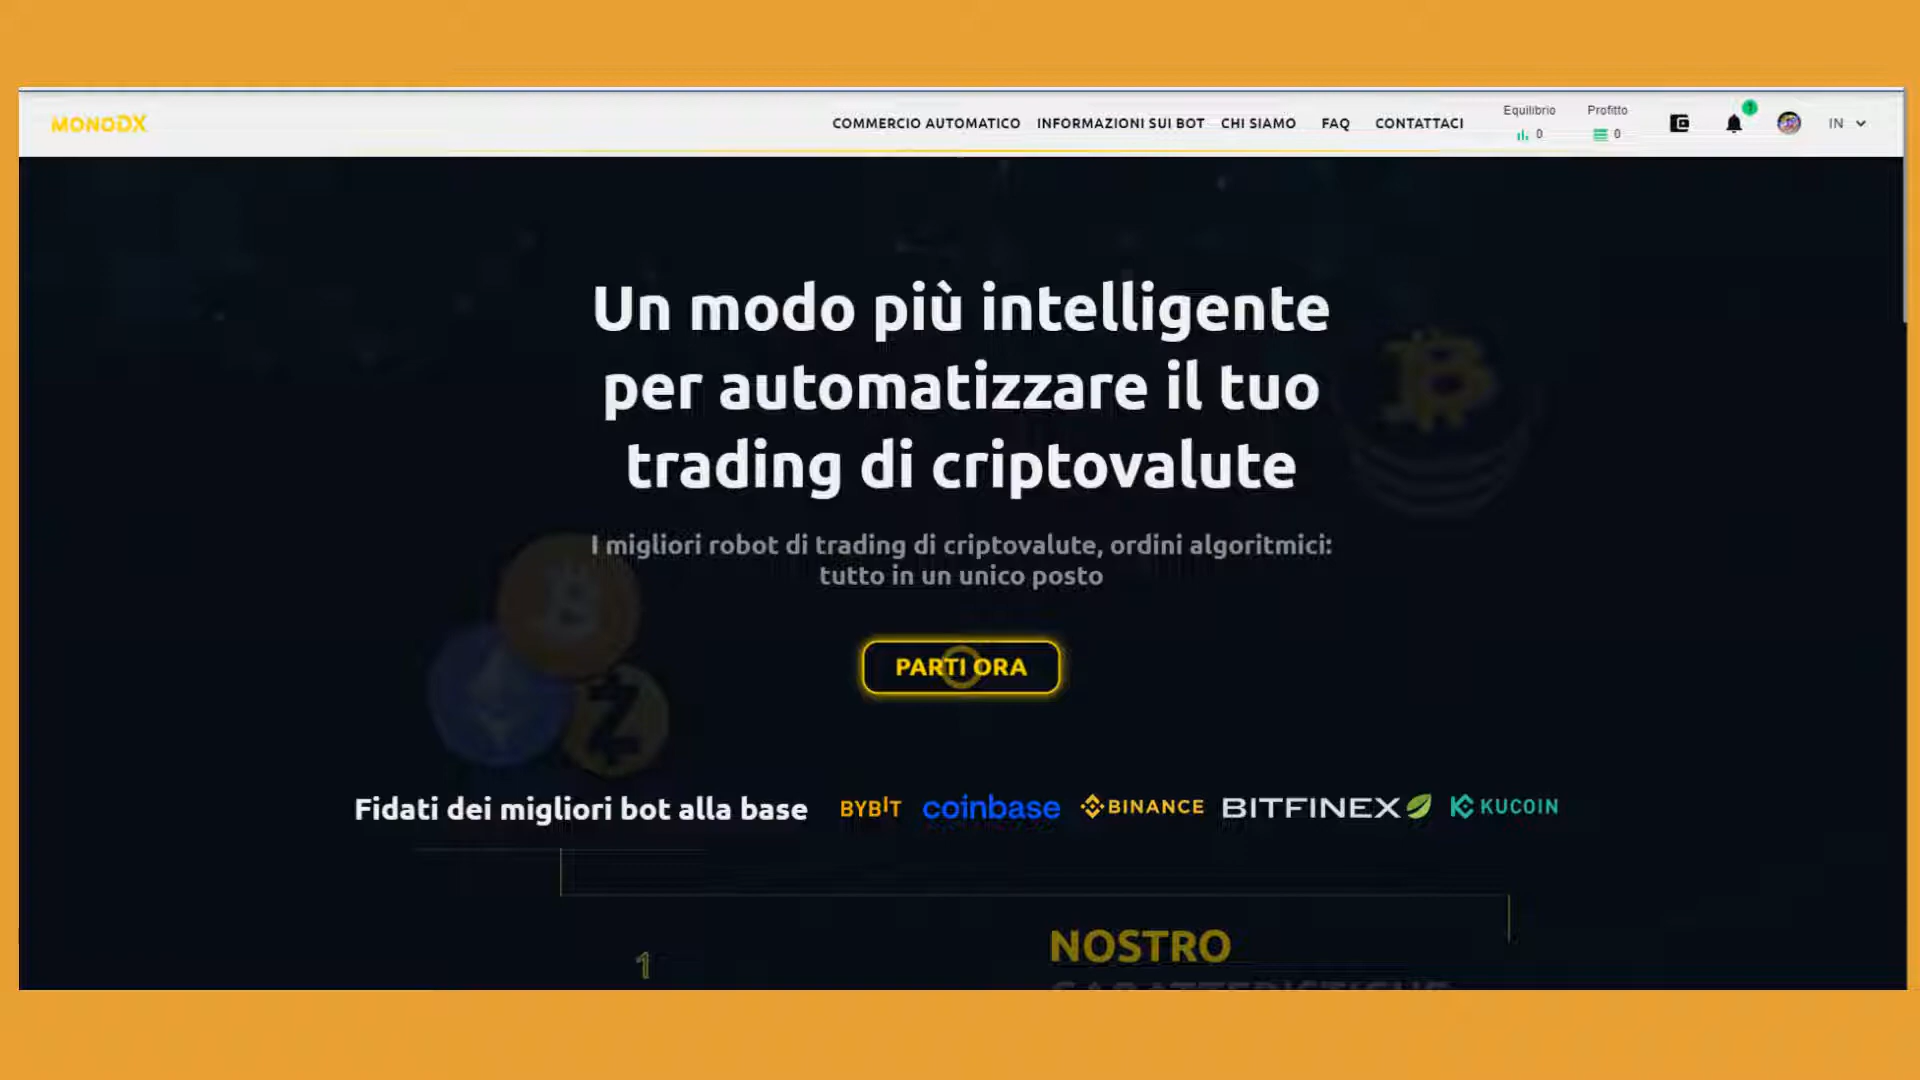 MONODX
COMMERCIO AUTOMATICO INFORMAZIONI SUI BOT CHI SIAMO FAQ CONTATTACI
Equilibrio
0
Profitto
0
IN
Un modo più intelligente
per automatizzare il tuo
trading di criptovalute
I migliori robot di trading di criptovalute, ordini algoritmici:
tutto in un unico posto
PARTI ORA
Fidati dei migliori bot alla base
BYBIT coinbase BINANCE BITFINEX KUCOIN
1
NOSTRO